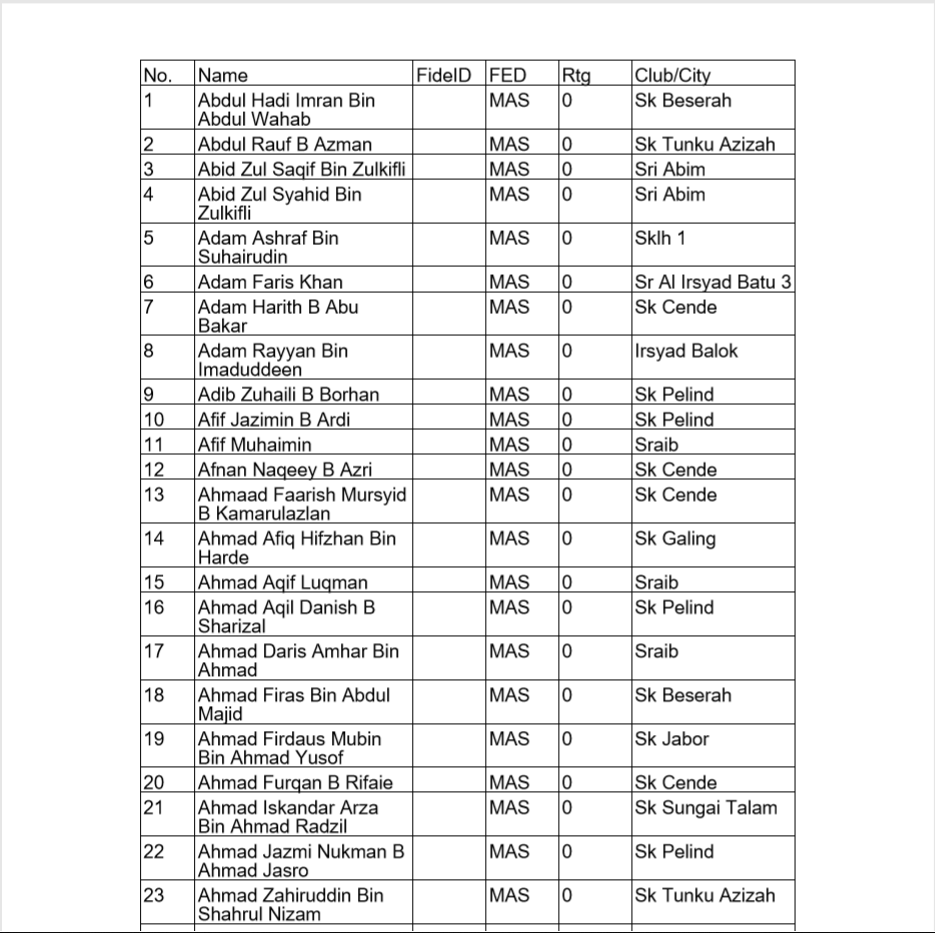 No. Name FideID FED Rtg Club/City
1 Abdul Hadi Imran Bin MAS 0 Sk Beserah
Abdul Wahab
2 Abdul Rauf B Azman MAS 0 Sk Tunku Azizah
3 Abid Zul Saqif Bin Zulkifli MAS 0 Sri Abim
4 Abid Zul Syahid Bin MAS 0 Sri Abim
Zulkifli
5 Adam Ashraf Bin MAS 0 Sklh 1
Suhairudin
6 Adam Faris Khan MAS 0 Sr Al Irsyad Batu 3
7 Adam Harith B Abu MAS 0 Sk Cende
Bakar
8 Adam Rayyan Bin MAS 0 Irsyad Balok
Imaduddeen
9 Adib Zuhaili B Borhan MAS 0 Sk Pelind
10 Afif Jazimin B Ardi MAS 0 Sk Pelind
11 Afif Muhaimin MAS 0 Sraib
12 Afnan Naqeey B Azri MAS 0 Sk Cende
13 Ahmaad Faarish Mursyid MAS 0 Sk Cende
B Kamarulazlan
14 Ahmad Afiq Hifzhan Bin MAS 0 Sk Galing
Harde
15 Ahmad Aqif Luqman MAS 0 Sraib
16 Ahmad Aqil Danish B MAS 0 Sk Pelind
Sharizal
17 Ahmad Daris Amhar Bin MAS 0 Sraib
Ahmad
18 Ahmad Firas Bin Abdul MAS 0 Sk Beserah
Majid
19 Ahmad Firdaus Mubin MAS 0 Sk Jabor
Bin Ahmad Yusof
20 Ahmad Furqan B Rifaie MAS 0 Sk Cende
21 Ahmad Iskandar Arza MAS 0 Sk Sungai Talam
Bin Ahmad Radzil
22 Ahmad Jazmi Nukman B MAS 0 Sk Pelind
Ahmad Jasro
23 Ahmad Zahiruddin Bin MAS 0 Sk Tunku Azizah
Shahrul Nizam